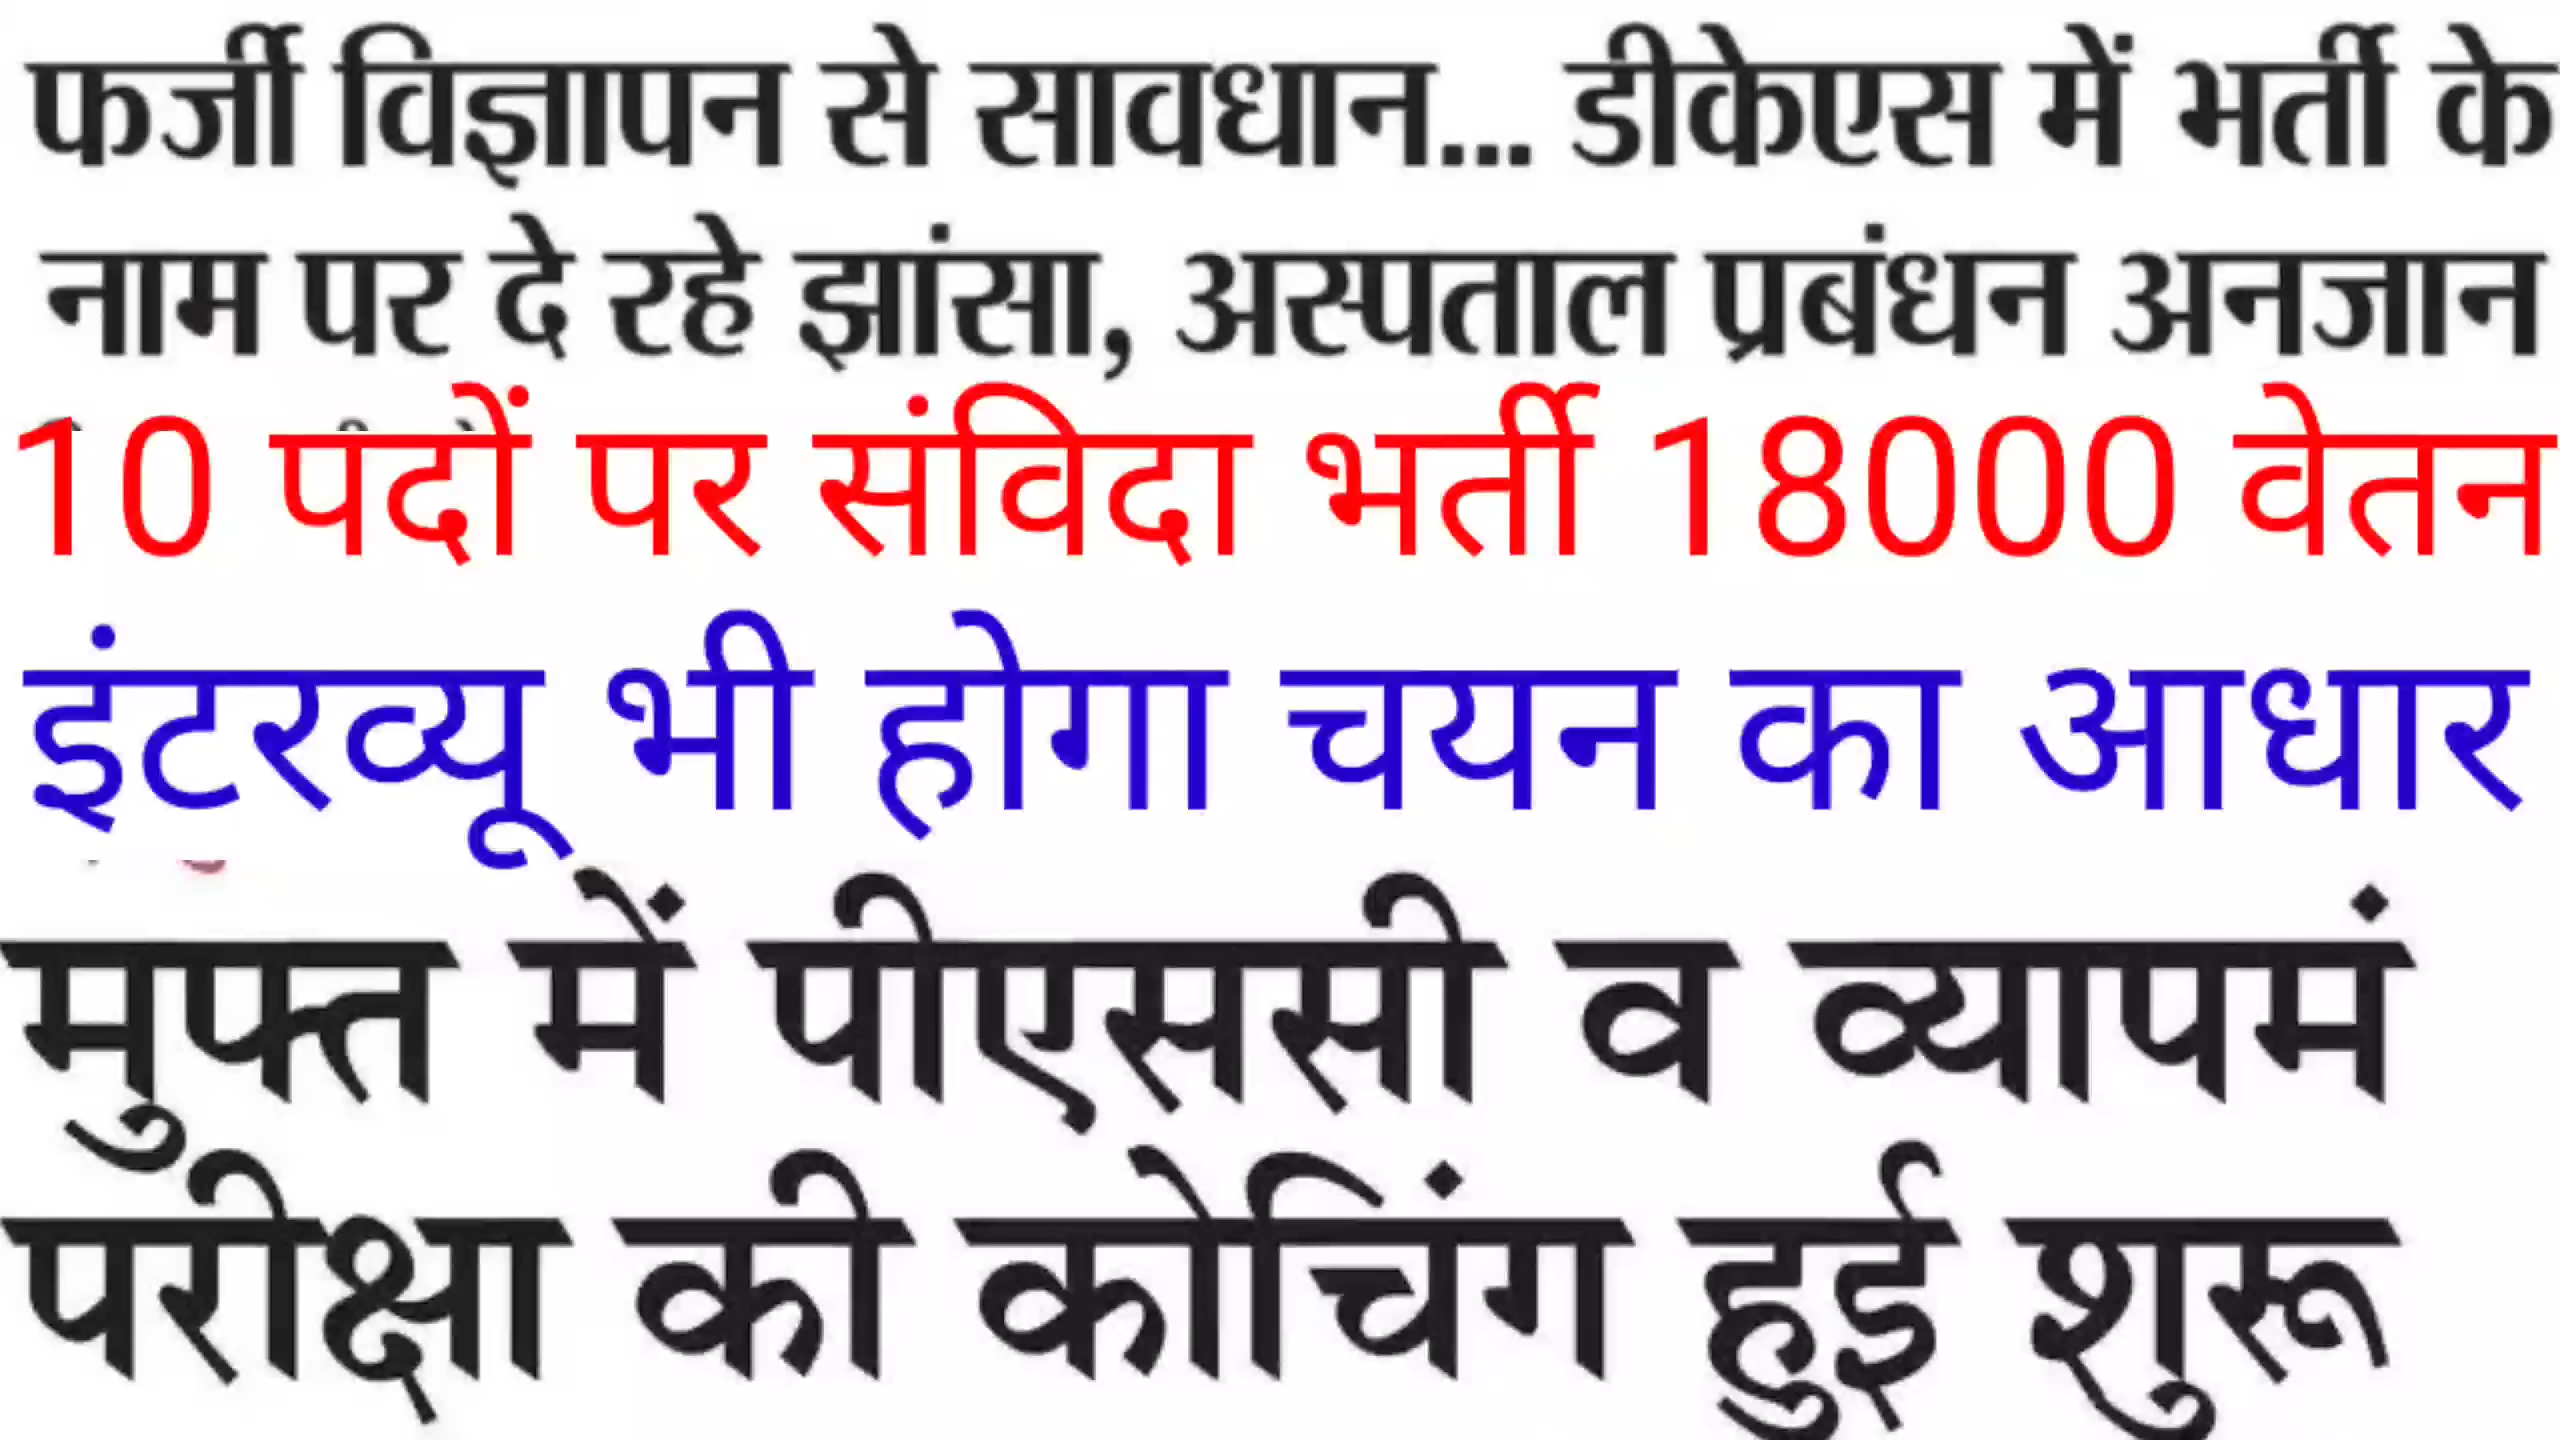 फर्जी विज्ञापन से सावधान... डीकेएस में भर्ती के
नाम पर दे रहे झांसा, अस्पताल प्रबंधन अनजान
10 पदों पर संविदा भर्ती 18000 वेतन
इंटरव्यू भी होगा चयन का आधार
मुफ्त में पीएससी व व्यापमं
परीक्षा की कोचिंग हुई शुरू